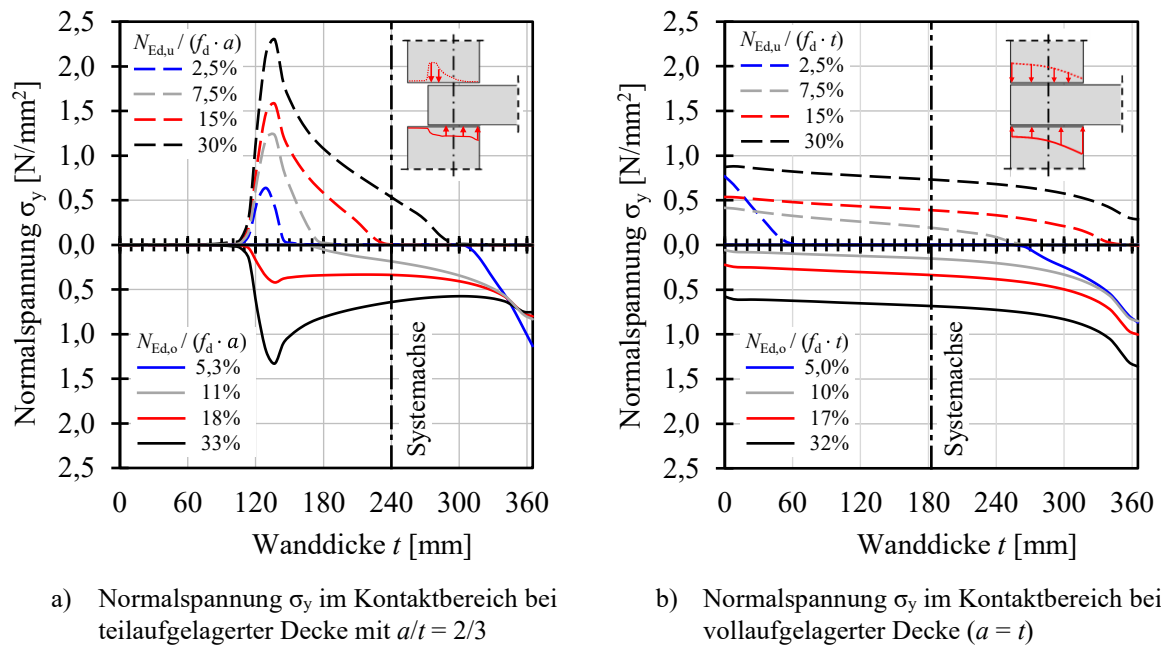 Normalspannung σy [N/mm²]
2,5
2,0
1,5
1,0
0,5
0,0
0,5
1,0
1,5
2,0
2,5
NEd,u / (fd · a)
2,5%
7,5%
15%
30%
NEd,o / (fd · a)
5,3%
11%
18%
33%
Systemachse
0 60 120 180 240 300 360
Wanddicke t [mm]
a) Normalspannung σy im Kontaktbereich bei
teilaufgelagerter Decke mit a/t = 2/3
Normalspannung σy [N/mm²]
2,5
2,0
1,5
1,0
0,5
0,0
0,5
1,0
1,5
2,0
2,5
NEd,u / (fd · t)
2,5%
7,5%
15%
30%
NEd,o / (fd · t)
5,0%
10%
17%
32%
Systemachse
0 60 120 180 240 300 360
Wanddicke t [mm]
b) Normalspannung σy im Kontaktbereich bei
vollaufgelagerter Decke (a = t)